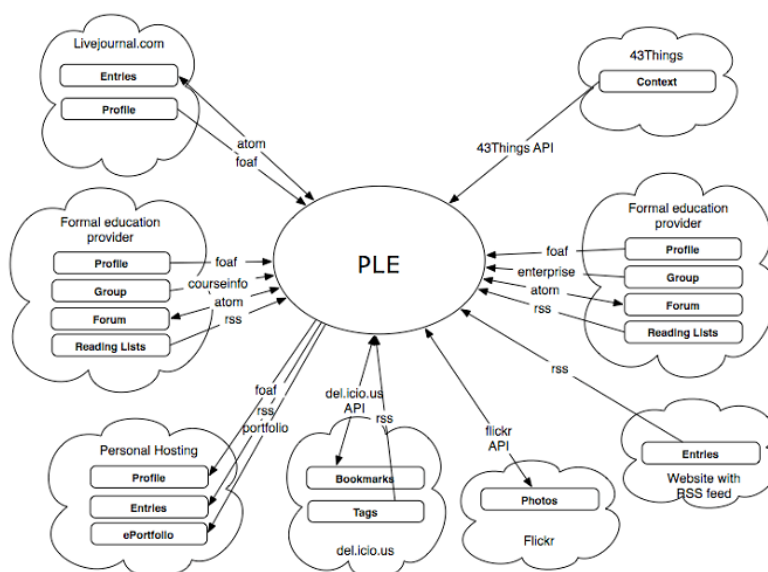 Livejournal.com
Entries
Profile
atom
foaf
43Things
Context
43Things API
Formal education
provider
Profile
Group
Forum
Reading Lists
foaf
courseinfo
atom
rss
PLE
Formal education
provider
Profile
Group
Forum
Reading Lists
foaf
enterprise
atom
rss
foaf
rss
portfolio
Personal Hosting
Profile
Entries
ePortfolio
del.icio.us
API
rss
Bookmarks
Tags
del.icio.us
flickr
API
Photos
Flickr
rss
Entries
Website with
RSS feed